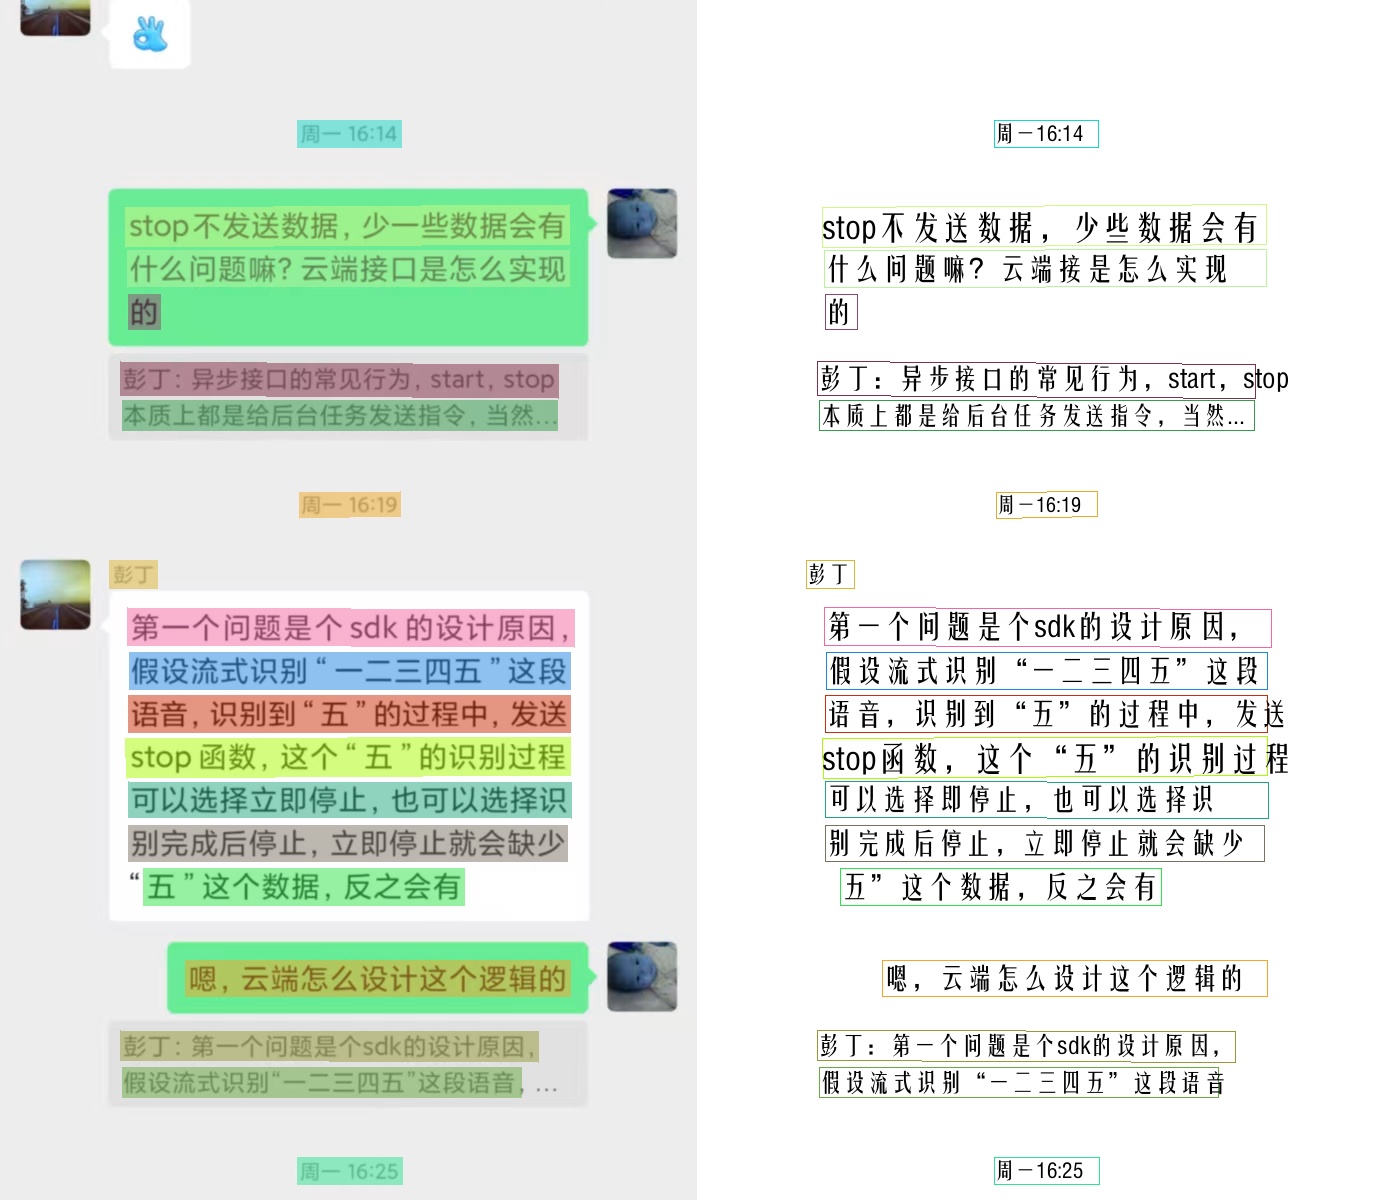 周一 16:14
stop不发送数据，少一些数据会有
什么问题嘛？云端接口是怎么实现
的
彭丁：异步接口的常见行为，start，stop
本质上都是给后台任务发送指令，当然...
周一 16:19
彭丁
第一个问题是个 sdk 的设计原因，
假设流式识别“一二三四五”这段
语音，识别到“五”的过程中，发送
stop 函数，这个“五”的识别过程
可以选择立即停止，也可以选择识
别完成后停止，立即停止就会缺少
“五”这个数据，反之会有
嗯，云端怎么设计这个逻辑的
彭丁：第一个问题是个sdk的设计原因，
假设流式识别“一二三四五”这段语音，...
周一 16:25
周一16:14
stop不发送数据，少些数据会有
什么问题嘛？云端接是怎么实现
的
彭丁：异步接口的常见行为，start，stop
本质上都是给后台任务发送指令，当然...
周一16:19
彭丁
第一个问题是个sdk的设计原因，
假设流式识别“一二三四五”这段
语音，识别到“五”的过程中，发送
stop函数，这个“五”的识别过程
可以选择即停止，也可以选择识
别完成后停止，立即停止就会缺少
五”这个数据，反之会有
嗯，云端怎么设计这个逻辑的
彭丁：第一个问题是个sdk的设计原因，
假设流式识别“一二三四五”这段语音
周一16:25